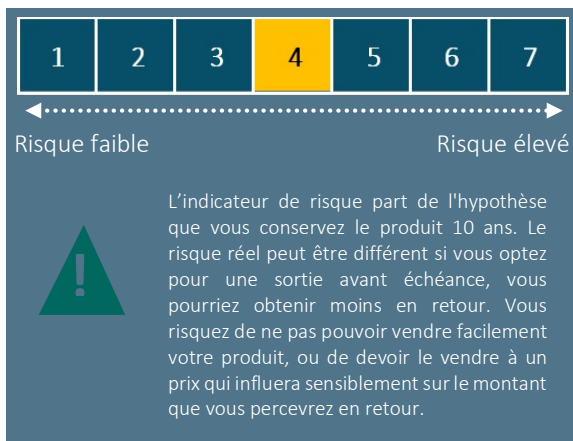 1 2 3 4 5 6 7
Risque faible Risque élevé
L’indicateur de risque part de l'hypothèse
que vous conservez le produit 10 ans. Le
risque réel peut être différent si vous optez
pour une sortie avant échéance, vous
pourriez obtenir moins en retour. Vous
risquez de ne pas pouvoir vendre facilement
votre produit, ou de devoir le vendre à un
prix qui influera sensiblement sur le montant
que vous percevrez en retour.
!